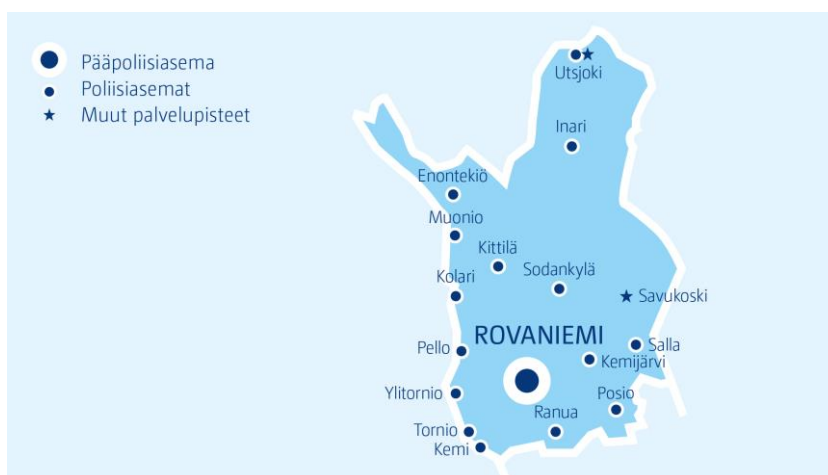 Pääpoliisiasema
Poliisiasemat
Muut palvelupisteet
Utsjoki
Inari
Enontekiö
Muonio
Kittilä
Sodankylä
Kolari
Savukoski
ROVANIEMI
Pello
Salla
Kemijärvi
Ylitornio
Posio
Ranua
Tornio
Kemi